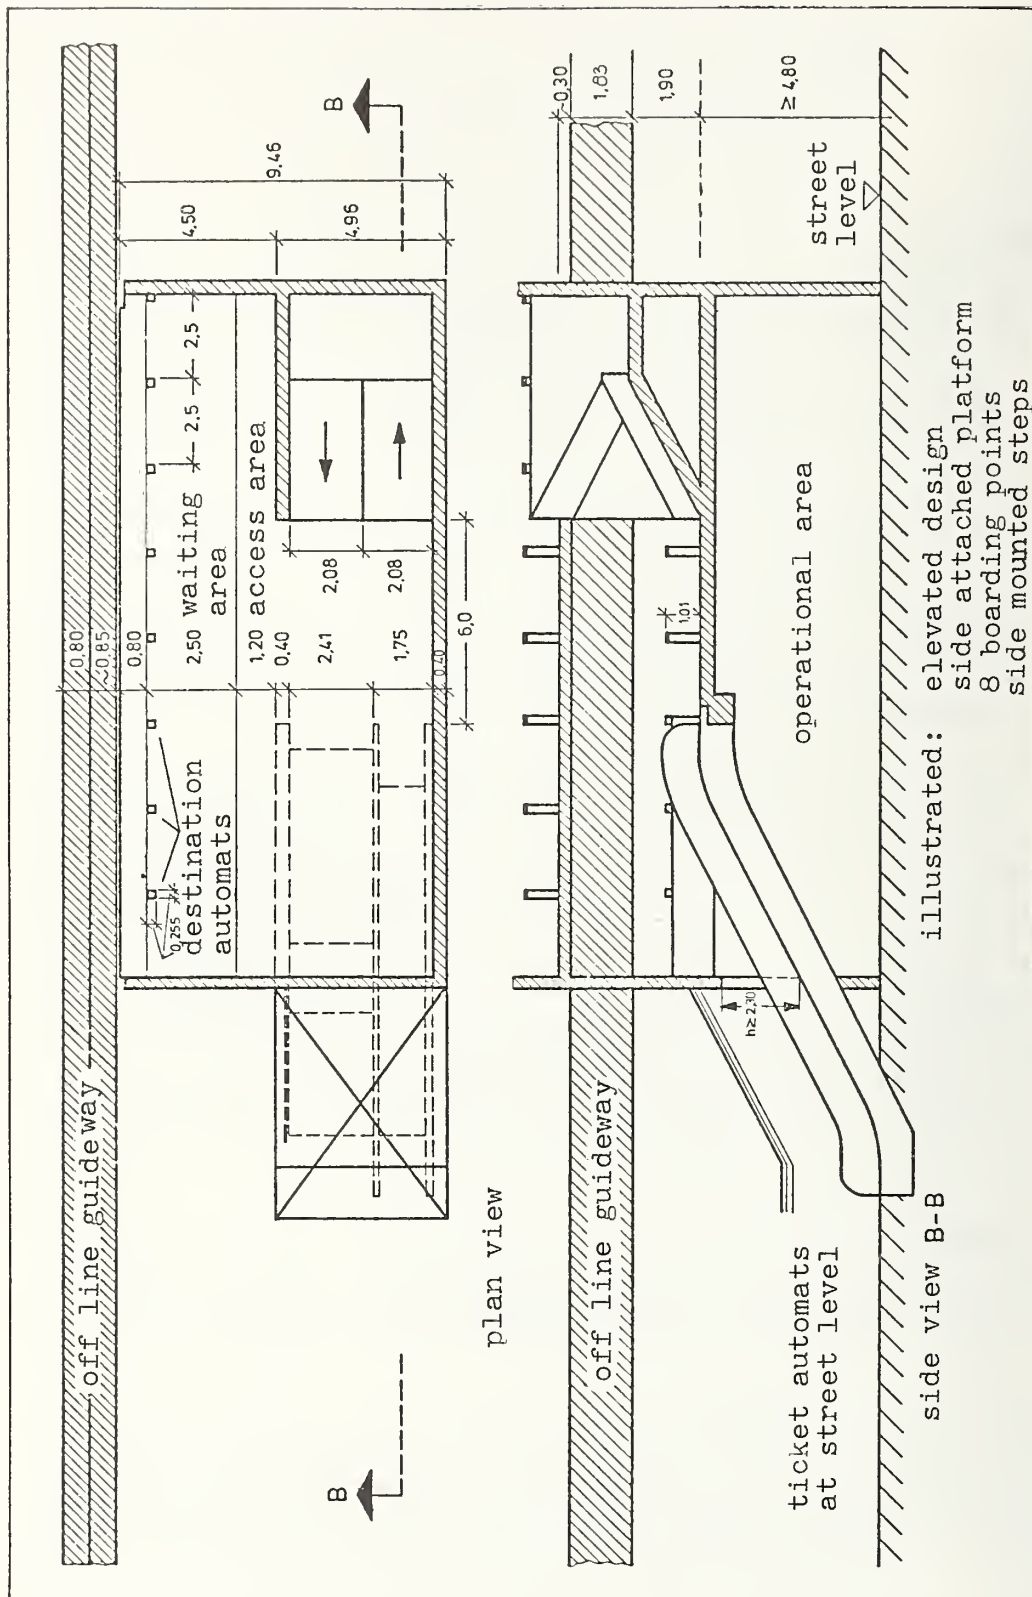 off line guideway
B
B
9,46
4,50
4,96
2,5
2,5
0,80
~0,85
0,80
2,50
waiting
area
1,20
access area
0,40
2,41
1,75
0,40
2,08
2,08
6,0
0,255
destination
automats
plan view
off line guideway
~0,30
1,83
1,90
≥ 4,80
street
level
1,01
operational area
h≥2,30
ticket automats
at street level
side view B-B
illustrated:
elevated design
side attached platform
8 boarding points
side mounted steps